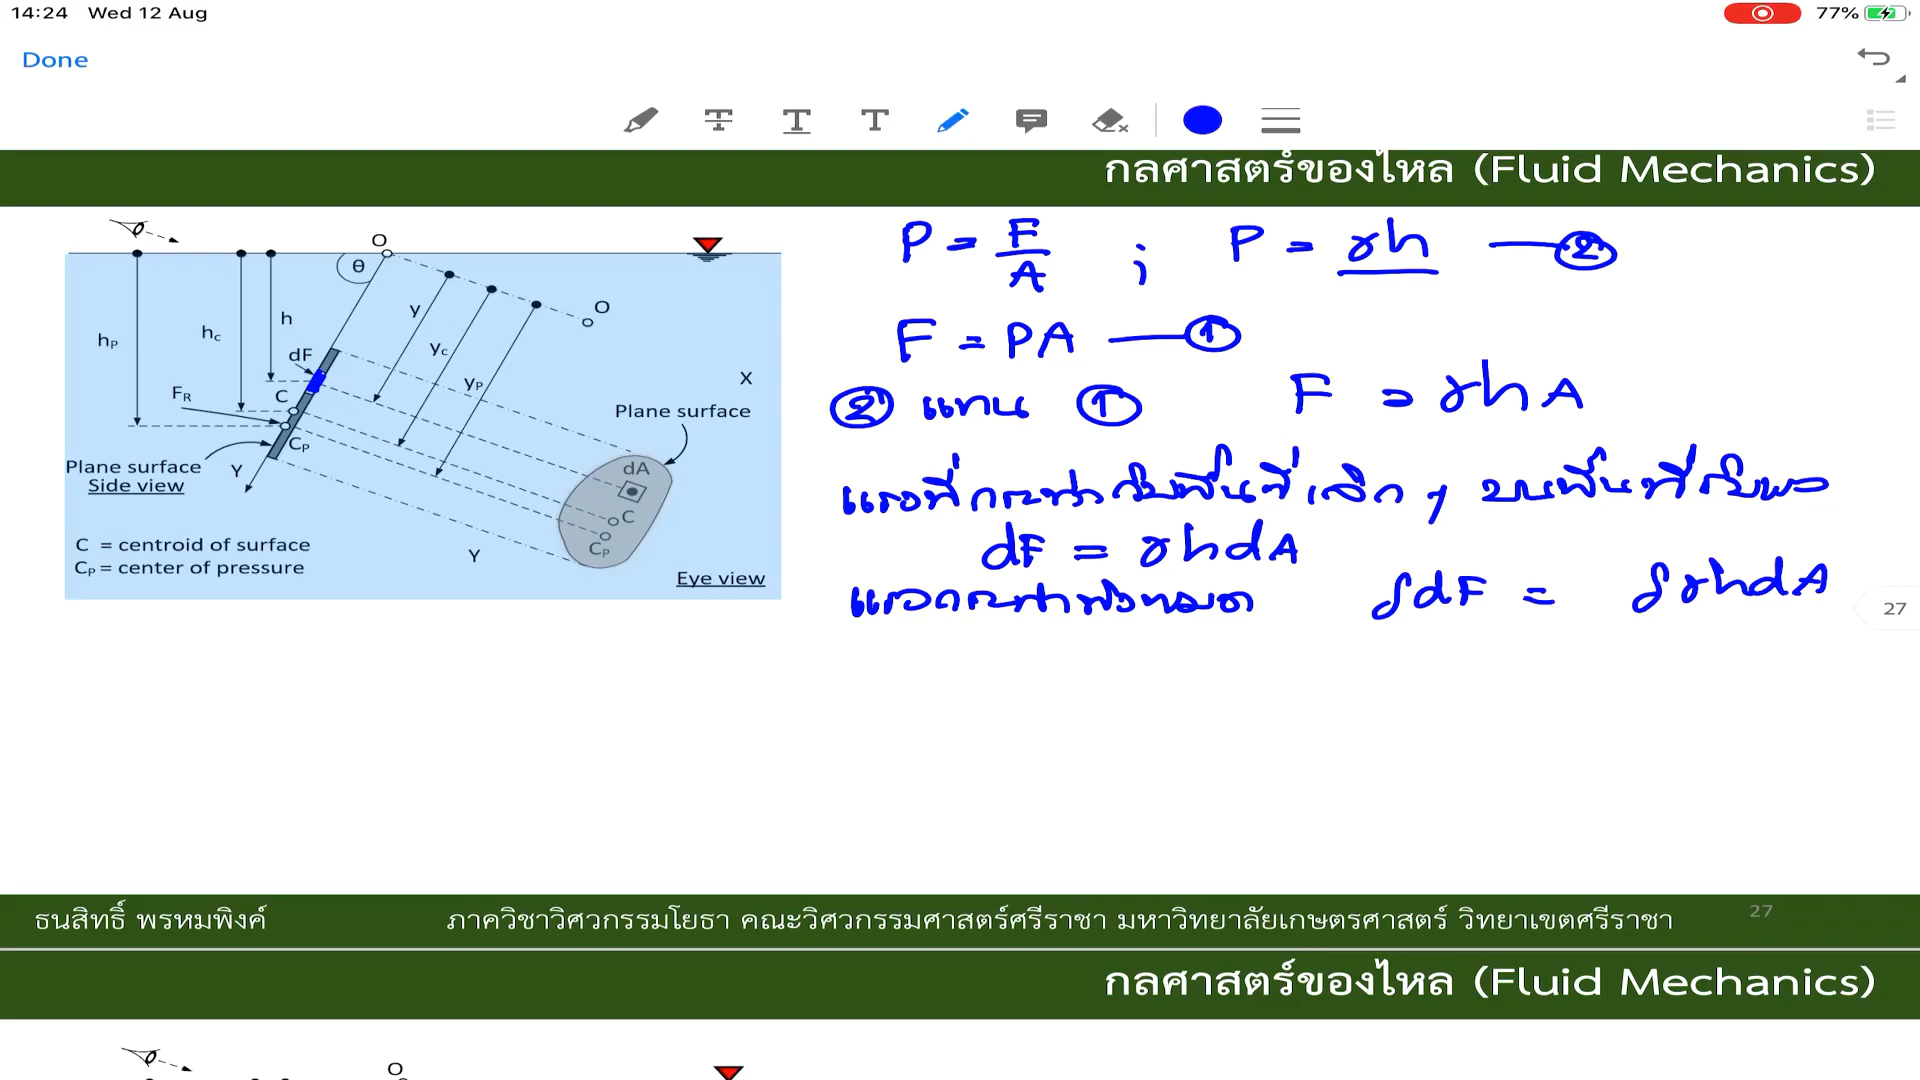 14:24 Wed 12 Aug
77%
Done
กลศาสตร์ของไหล (Fluid Mechanics)
O
θ
O
h
hc
hP
y
yc
yP
dF
C
FR
CP
X
Plane surface
dA
C
CP
Plane surface
Side view
Y
Y
C = centroid of surface
CP = center of pressure
Eye view
P = F/A ; P = γh — ②
F = PA — ①
② แทน ① F = γhA
แรงที่กระทำกับพื้นที่เล็ก ๆ บนพื้นที่รับแรง
dF = γhdA
แรงกระทำทั้งหมด ∫dF = ∫γhdA
27
ธนสิทธิ์ พรหมพิงค์ ภาควิชาวิศวกรรมโยธา คณะวิศวกรรมศาสตร์ศรีราชา มหาวิทยาลัยเกษตรศาสตร์ วิทยาเขตศรีราชา 27
กลศาสตร์ของไหล (Fluid Mechanics)
O